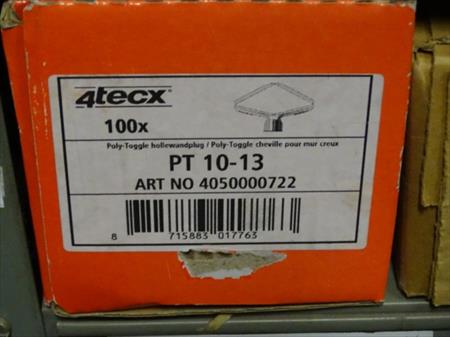 4tecx
100x
Poly-Toggle hollewandplug / Poly-Toggle cheville pour mur creux
PT 10-13
ART NO 4050000722
8 715883 017763